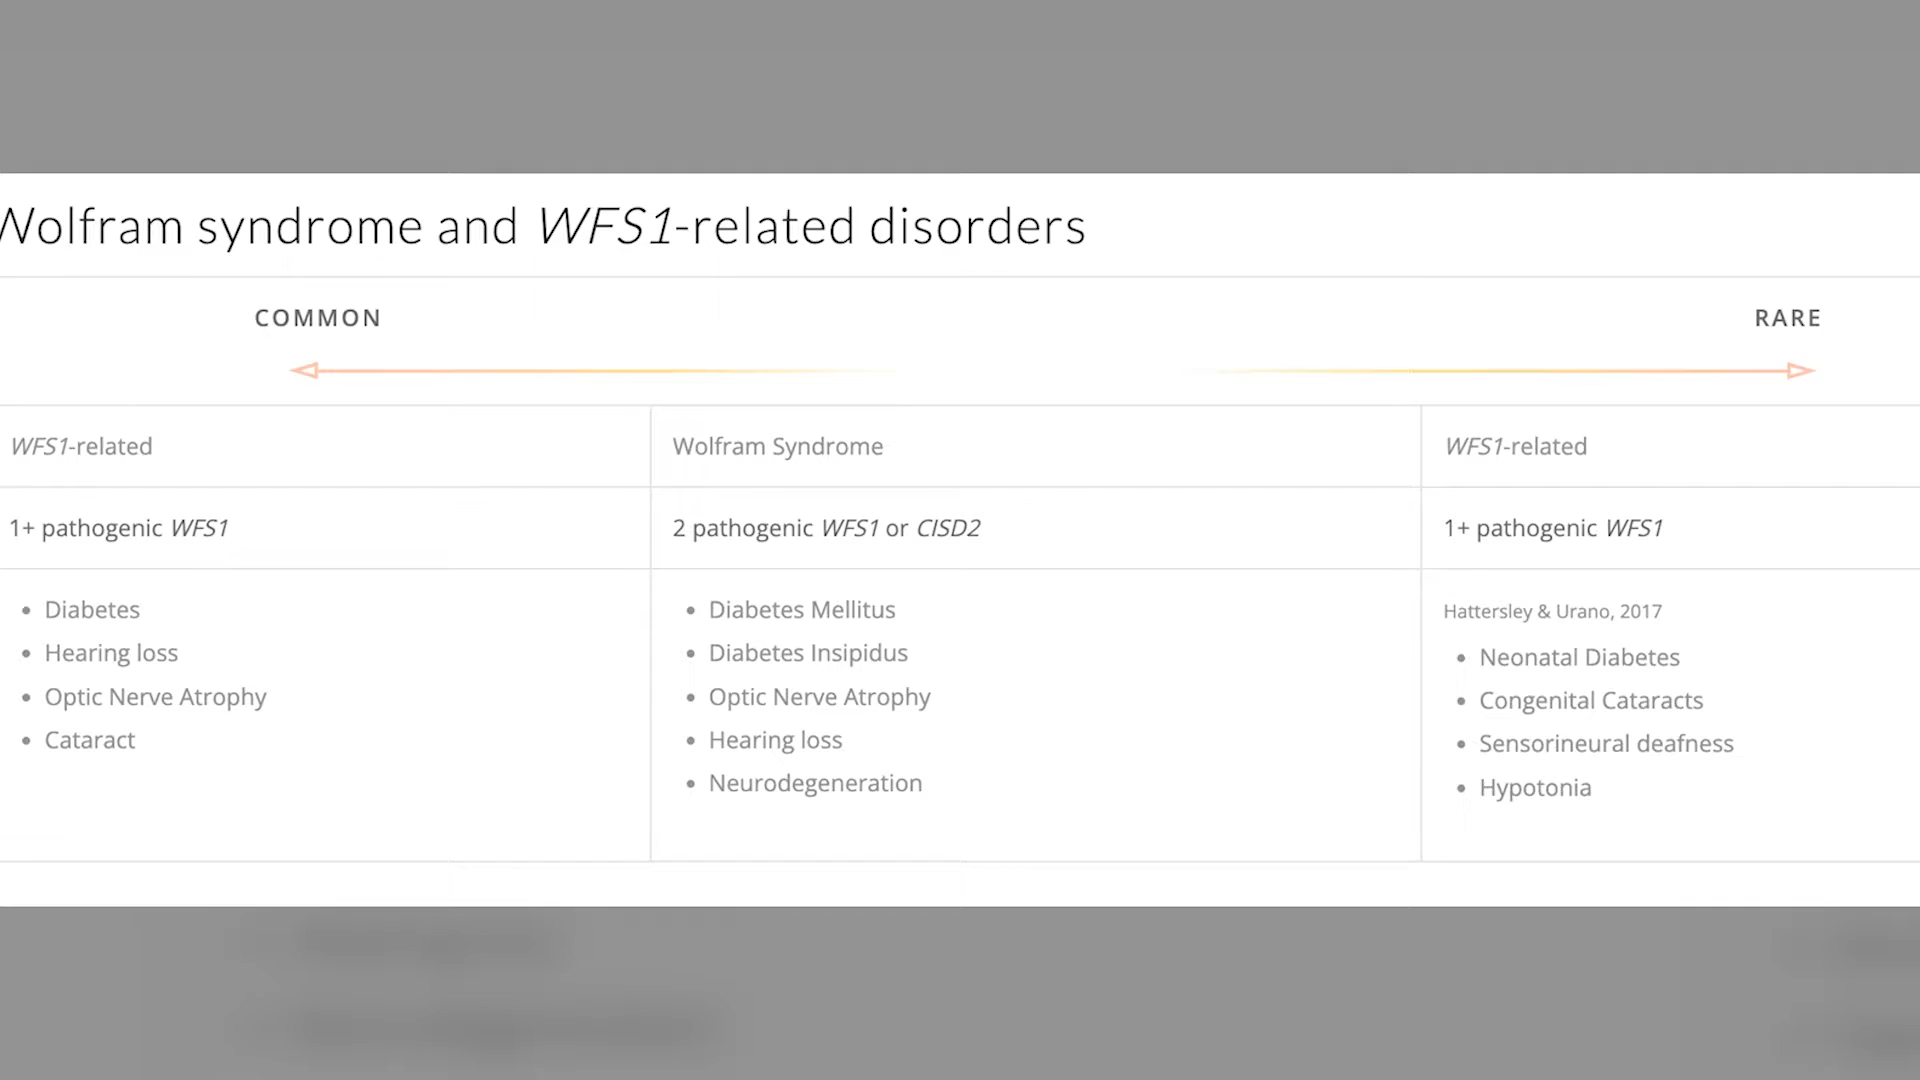 Wolfram syndrome and WFS1-related disorders
COMMON
RARE
WFS1-related
Wolfram Syndrome
WFS1-related
1+ pathogenic WFS1
2 pathogenic WFS1 or CISD2
1+ pathogenic WFS1
• Diabetes
• Hearing loss
• Optic Nerve Atrophy
• Cataract
• Diabetes Mellitus
• Diabetes Insipidus
• Optic Nerve Atrophy
• Hearing loss
• Neurodegeneration
Hattersley & Urano, 2017
• Neonatal Diabetes
• Congenital Cataracts
• Sensorineural deafness
• Hypotonia